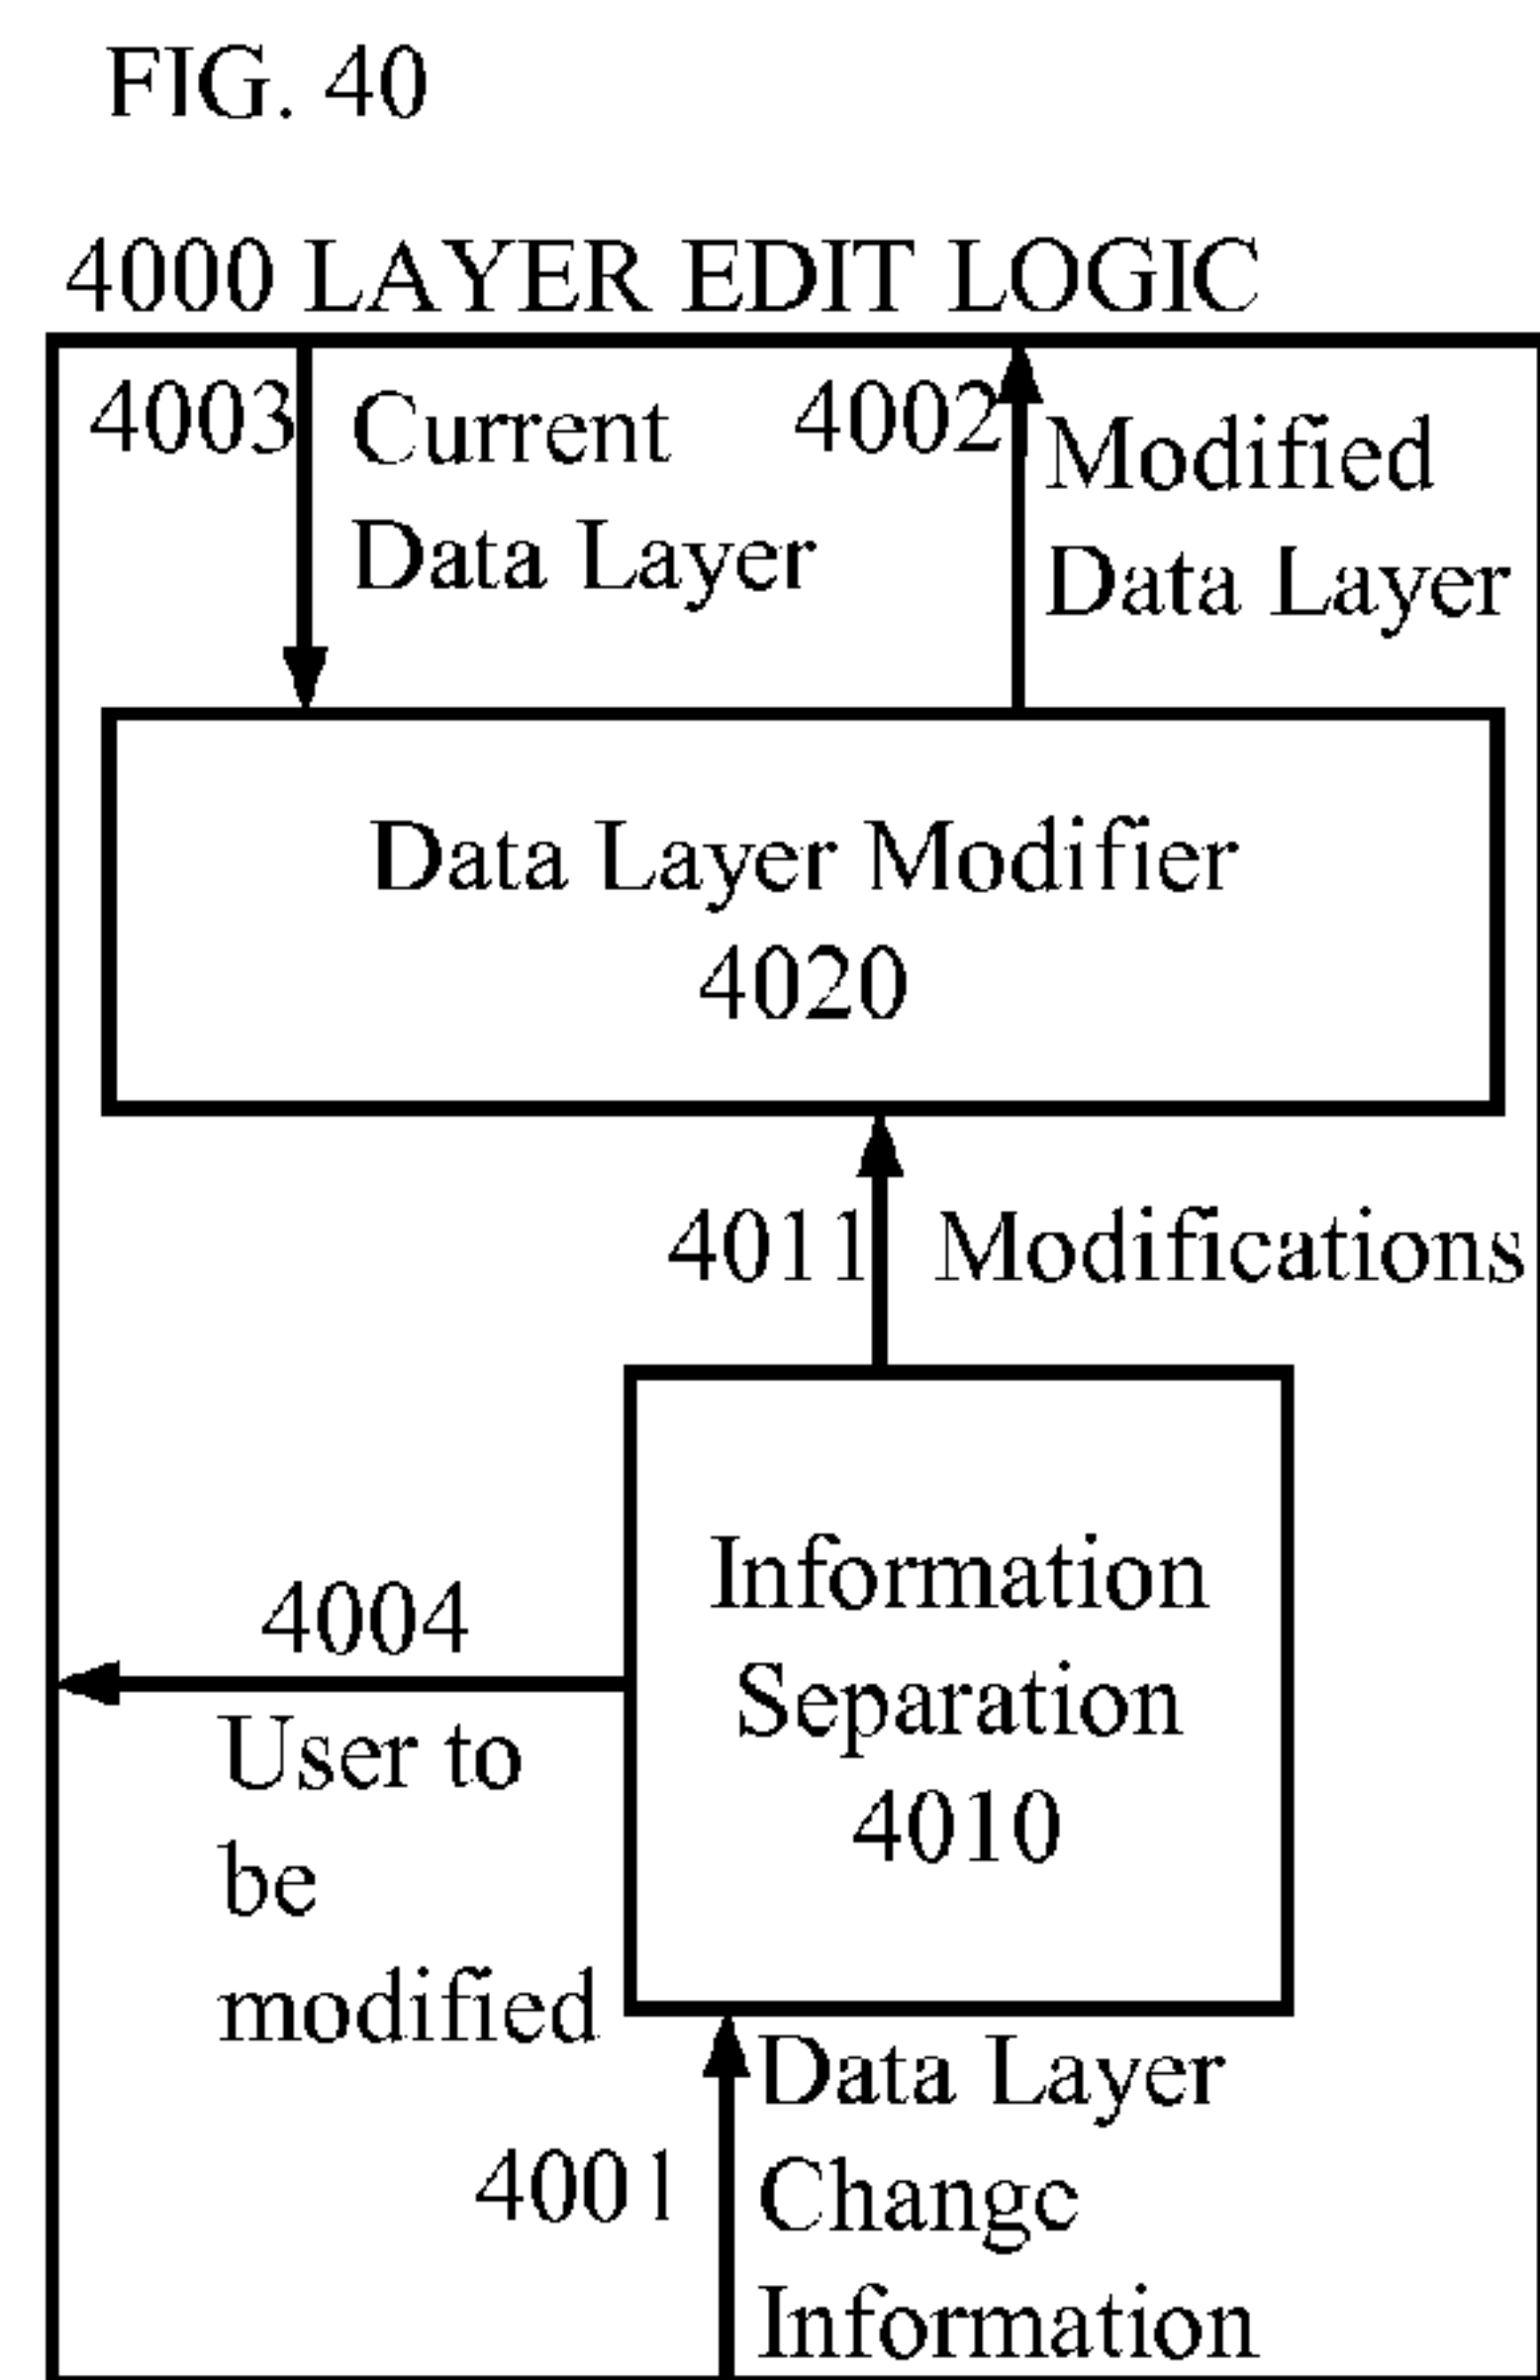 FIG. 40
4000 LAYER EDIT LOGIC
4003
Current
Data Layer
4002
Modified
Data Layer
Data Layer Modifier
4020
4011
Modifications
Information
Separation
4010
4004
User to
be
modified
4001
Data Layer
Change
Information